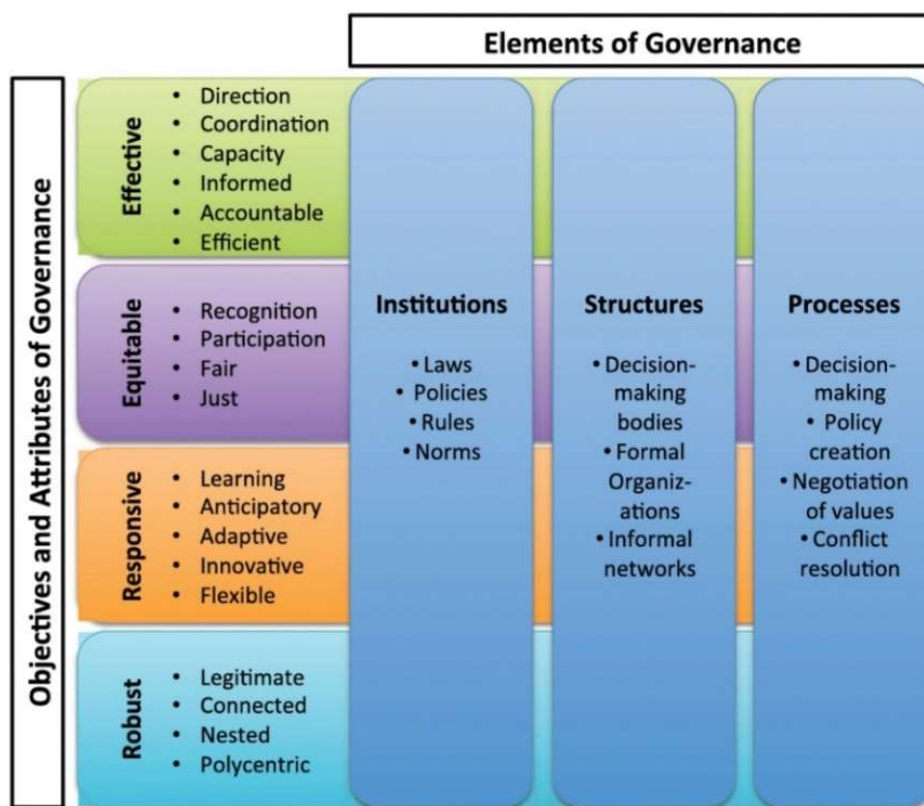 Elements of Governance
Objectives and Attributes of Governance
Effective
• Direction
• Coordination
• Capacity
• Informed
• Accountable
• Efficient
Equitable
• Recognition
• Participation
• Fair
• Just
Responsive
• Learning
• Anticipatory
• Adaptive
• Innovative
• Flexible
Robust
• Legitimate
• Connected
• Nested
• Polycentric
Institutions
• Laws
• Policies
• Rules
• Norms
Structures
• Decision-
making
bodies
• Formal
Organiz-
ations
• Informal
networks
Processes
• Decision-
making
• Policy
creation
• Negotiation
of values
• Conflict
resolution